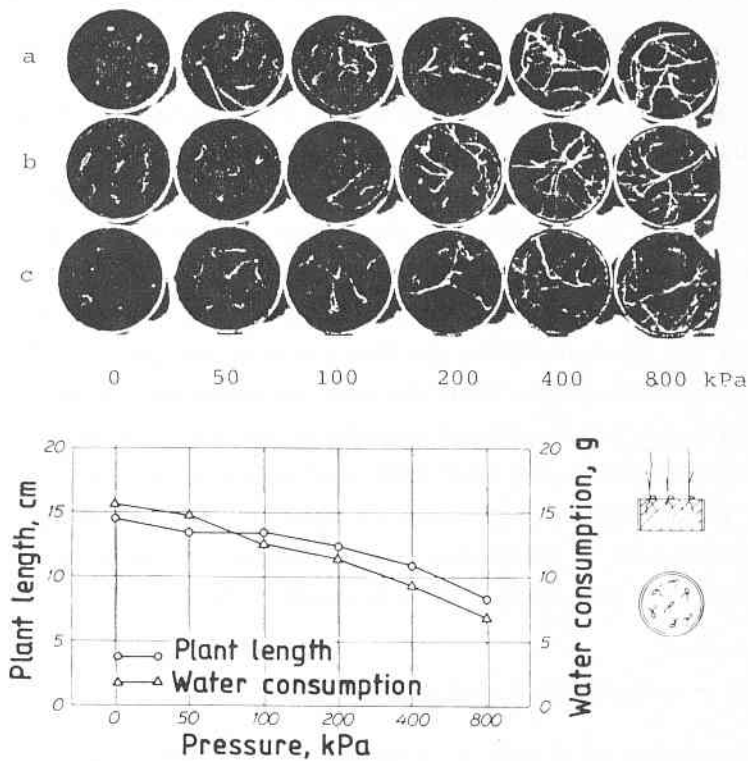 a
b
c
0 50 100 200 400 800 kPa
20
15
10
5
0
Plant length, cm
Plant length
Water consumption
0 50 100 200 400 800
Pressure, kPa
20
15
10
5
0
Water consumption, g